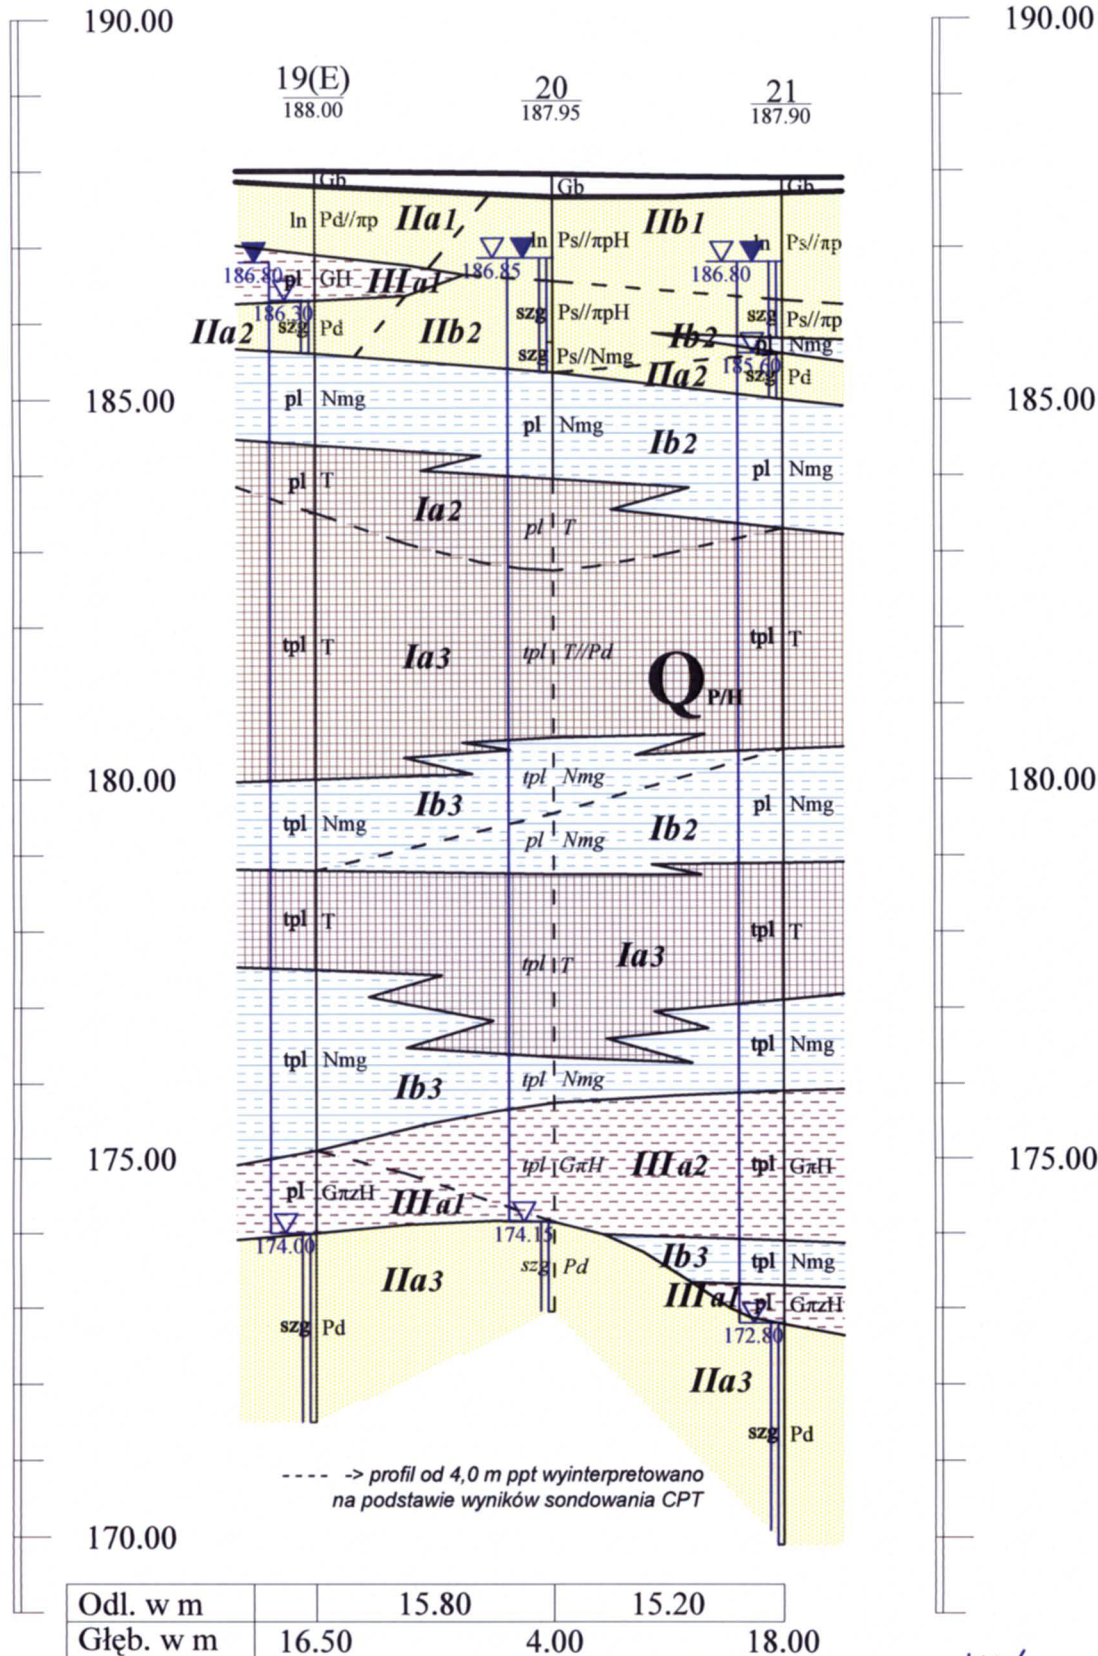 190.00 190.00
19(E) 20 21
188.00 187.95 187.90
Gb Gb Gb
ln Pd//πp IIa1 IIb1
ln Ps//πpH ln Ps//πp
186.80 pl GH IIIa1 186.85 186.80
186.30
IIa2 szg Pd IIb2 szg Ps//πpH szg Ps//πp
Ib2 pl Nmg
szg Ps//Nmg 185.60
IIa2 szg Pd
185.00 pl Nmg 185.00
pl Nmg Ib2
pl Nmg
pl T
Ia2
pl T
tpl T Ia3 tpl T//Pd tpl T
Q P/H
180.00 tpl Nmg 180.00
Ib3 pl Nmg
tpl Nmg pl Nmg Ib2
tpl T tpl T
tpl T Ia3
tpl Nmg tpl Nmg
Ib3 tpl Nmg
175.00 tpl GπH IIIa2 tpl GπH 175.00
pl GπzH IIIa1
174.00 174.15
szg Pd Ib3 tpl Nmg
IIa3 IIIa1 pl GπzH
szg Pd 172.80
IIa3
szg Pd
---- -> profil od 4,0 m ppt wyinterpretowano
na podstawie wyników sondowania CPT
170.00
Odl. w m 15.80 15.20
Głęb. w m 16.50 4.00 18.00